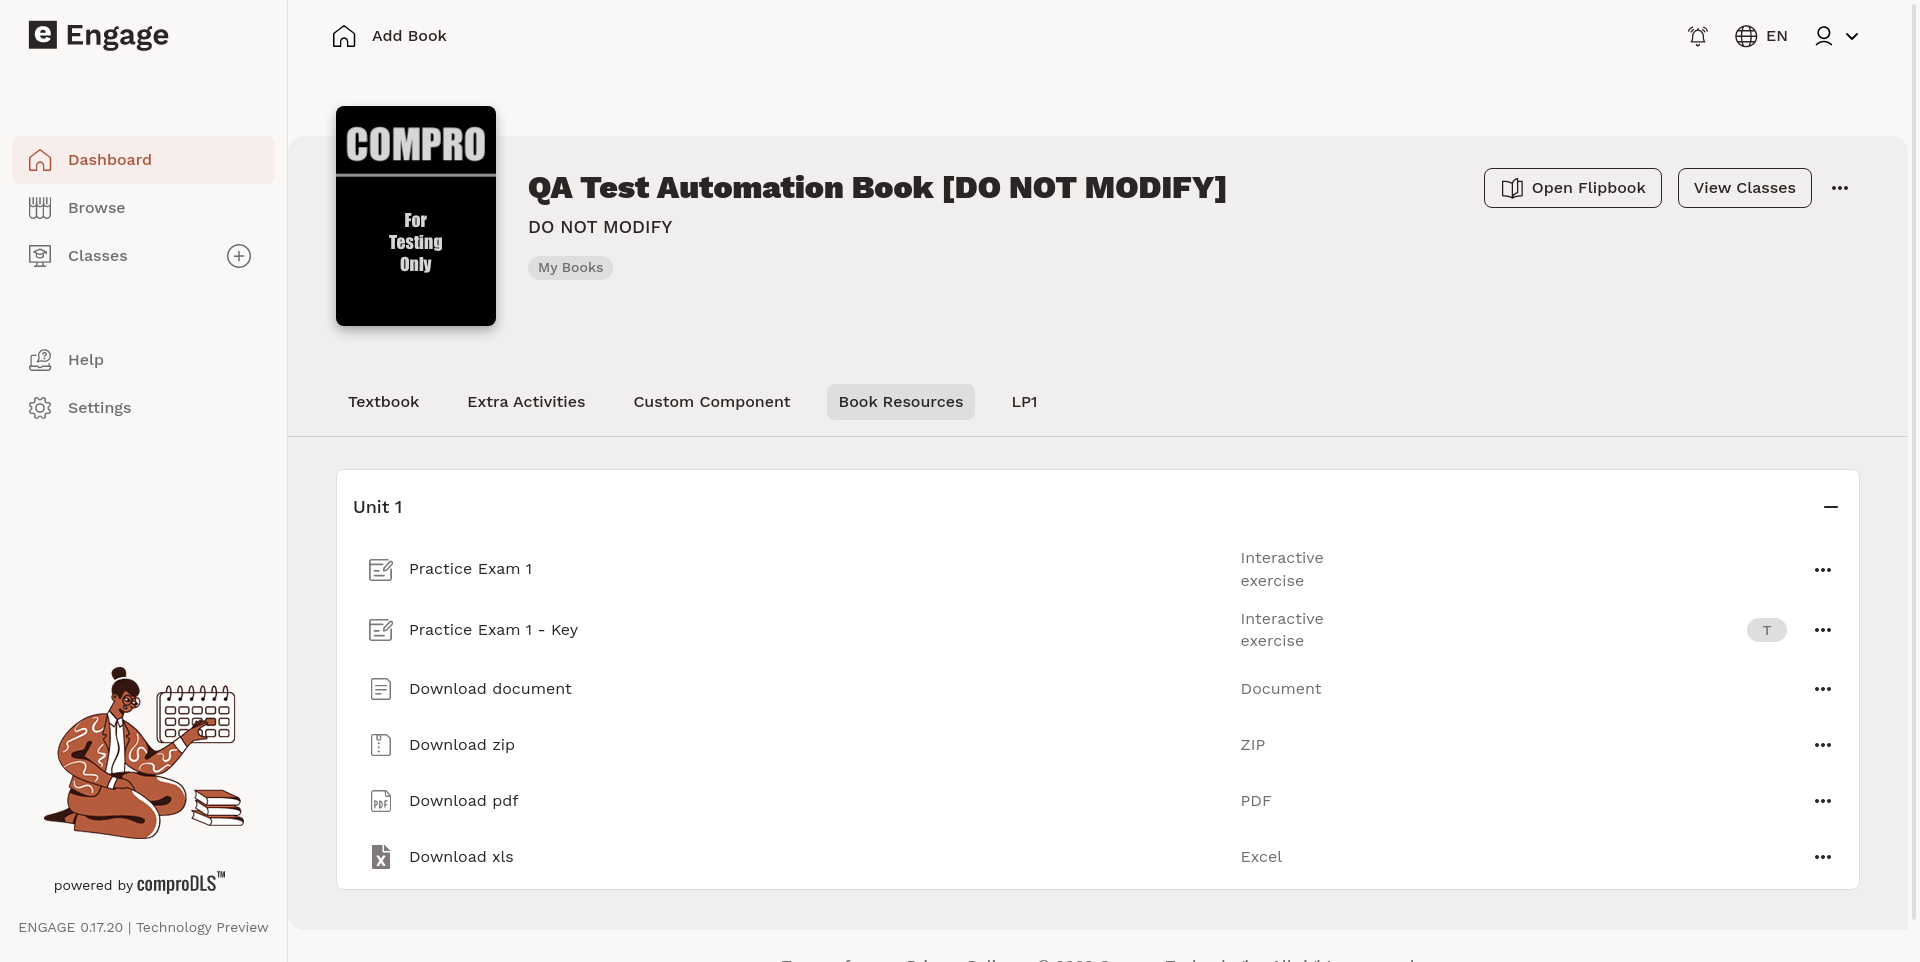 e Engage
Add Book
EN
Dashboard
Browse
Classes
Help
Settings
powered by comproDLS™
ENGAGE 0.17.20 | Technology Preview
COMPRO
For
Testing
Only
QA Test Automation Book [DO NOT MODIFY]
DO NOT MODIFY
My Books
Open Flipbook
View Classes
Textbook
Extra Activities
Custom Component
Book Resources
LP1
Unit 1
Practice Exam 1
Interactive
exercise
Practice Exam 1 - Key
Interactive
exercise
T
Download document
Document
Download zip
ZIP
Download pdf
PDF
PDF
Download xls
Excel